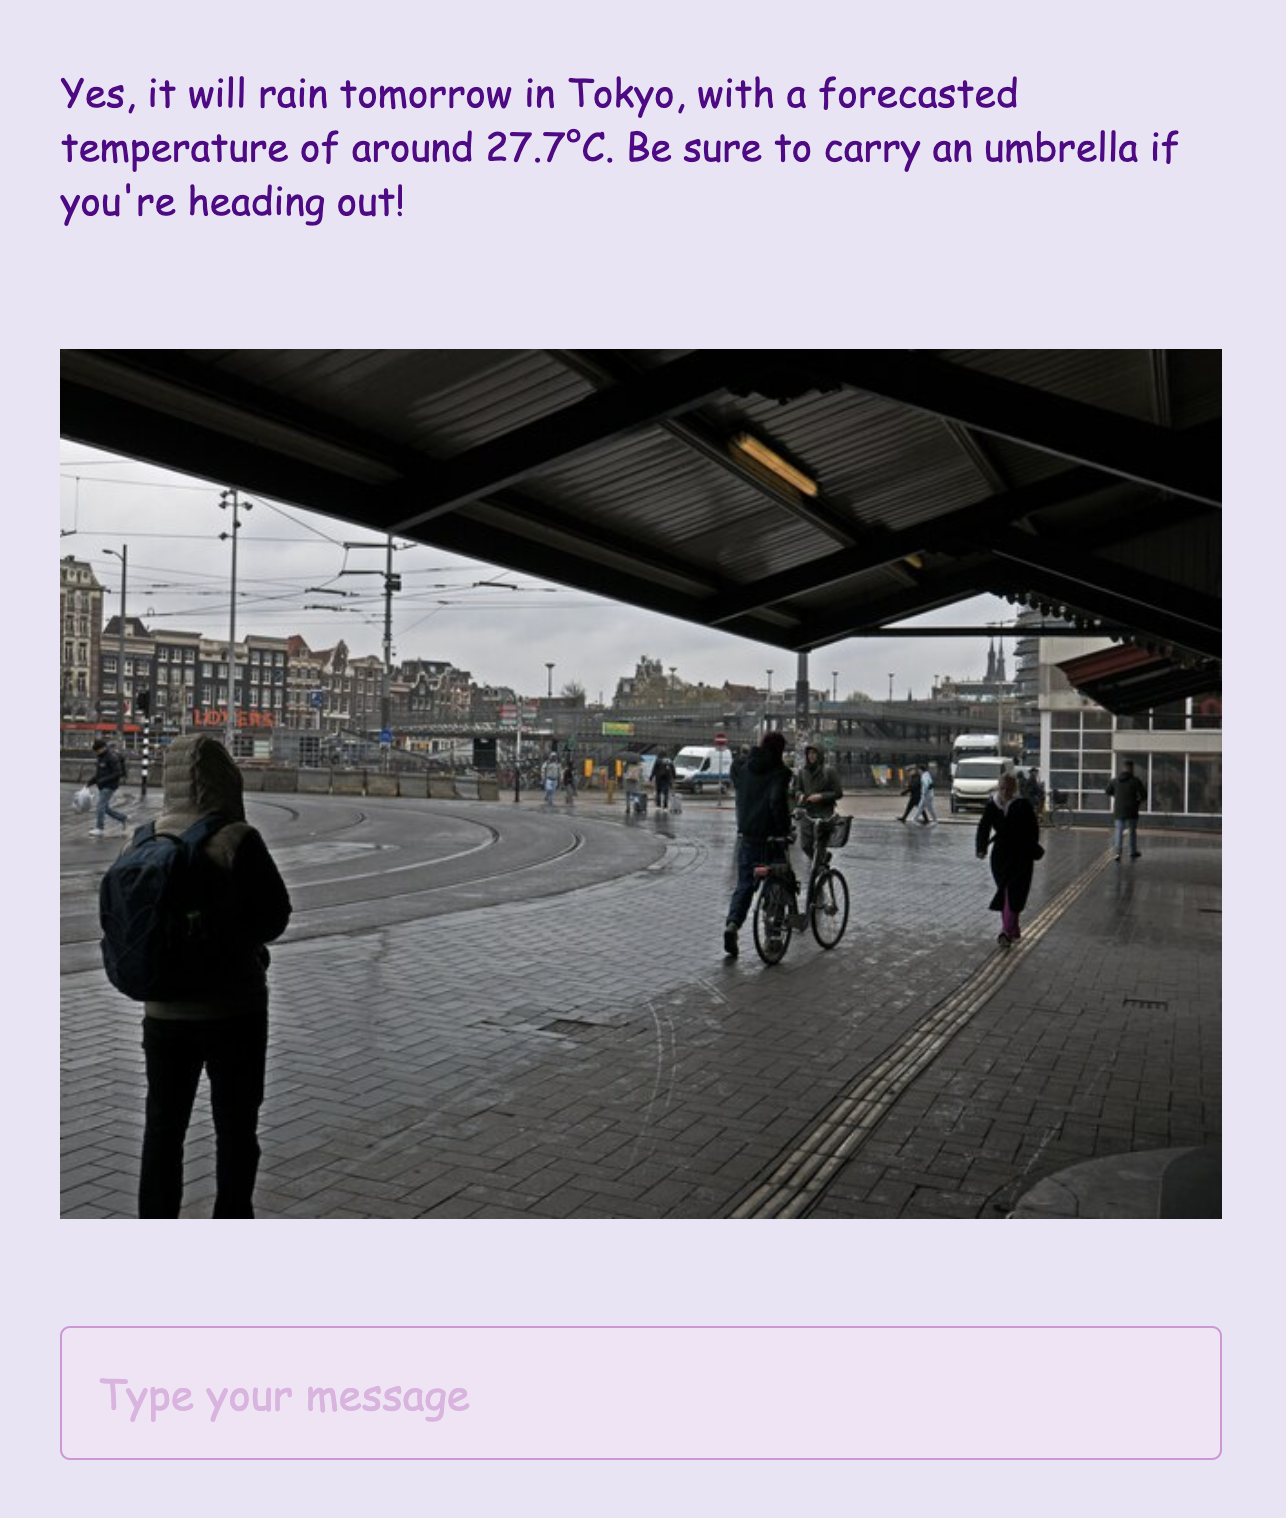 Yes, it will rain tomorrow in Tokyo, with a forecasted
temperature of around 27.7°C. Be sure to carry an umbrella if
you're heading out!
LOVERS
Type your message